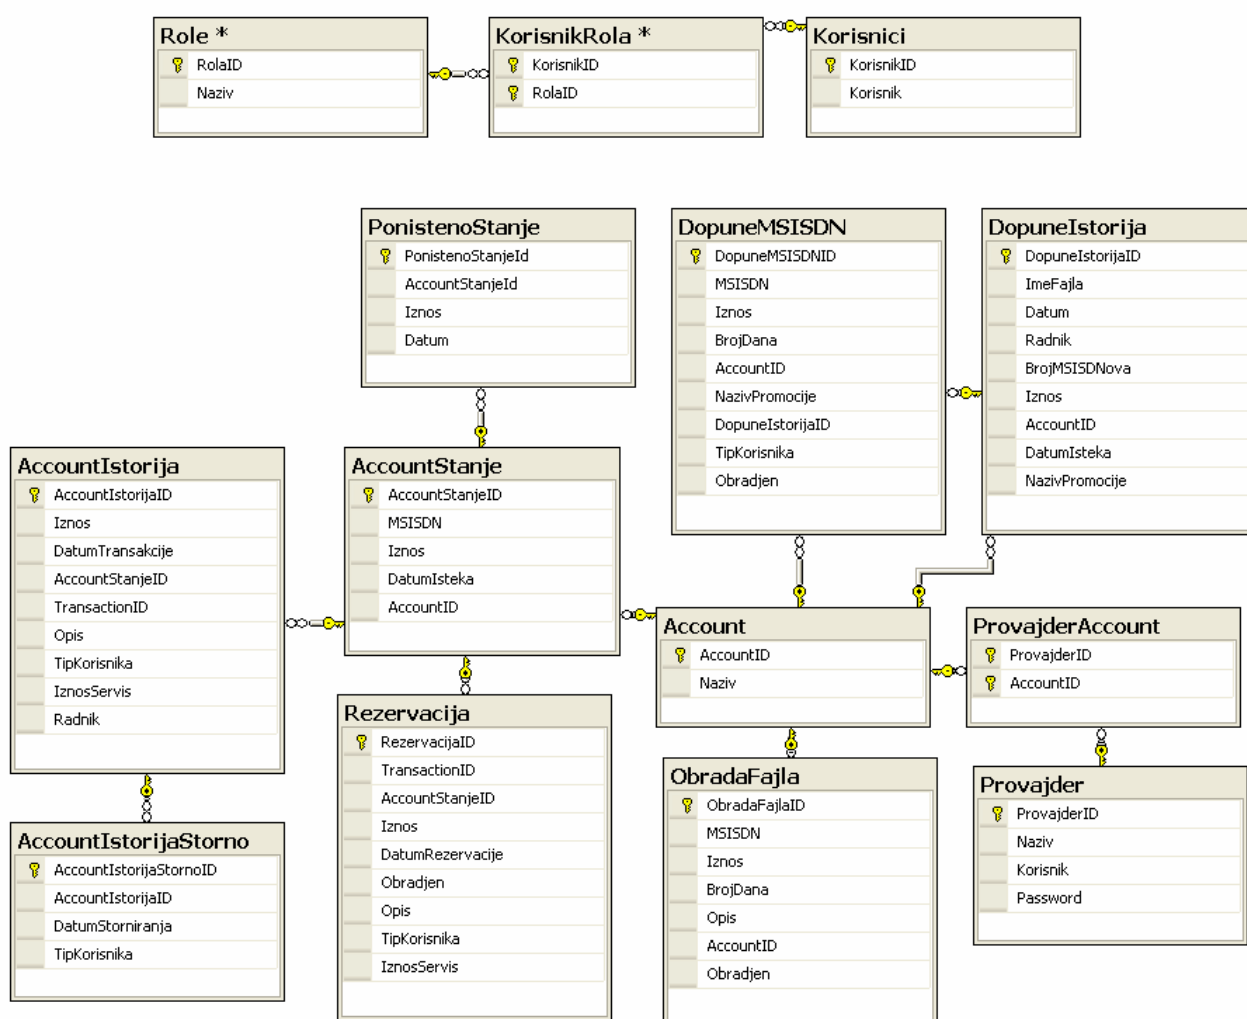 Role *
RolaID
Naziv
KorisnikRola *
KorisnikID
RolaID
Korisnici
KorisnikID
Korisnik
PonistenoStanje
PonistenoStanjeId
AccountStanjeId
Iznos
Datum
DopuneMSISDN
DopuneMSISDNID
MSISDN
Iznos
BrojDana
AccountID
NazivPromocije
DopuneIstorijaID
TipKorisnika
Obradjen
DopuneIstorija
DopuneIstorijaID
ImeFajla
Datum
Radnik
BrojMSISDNova
Iznos
AccountID
DatumIsteka
NazivPromocije
AccountIstorija
AccountIstorijaID
Iznos
DatumTransakcije
AccountStanjeID
TransactionID
Opis
TipKorisnika
IznosServis
Radnik
AccountStanje
AccountStanjeID
MSISDN
Iznos
DatumIsteka
AccountID
Account
AccountID
Naziv
ProvajderAccount
ProvajderID
AccountID
Rezervacija
RezervacijaID
TransactionID
AccountStanjeID
Iznos
DatumRezervacije
Obradjen
Opis
TipKorisnika
IznosServis
ObradaFajla
ObradaFajlaID
MSISDN
Iznos
BrojDana
Opis
AccountID
Obradjen
Provajder
ProvajderID
Naziv
Korisnik
Password
AccountIstorijaStorno
AccountIstorijaStornoID
AccountIstorijaID
DatumStorniranja
TipKorisnika